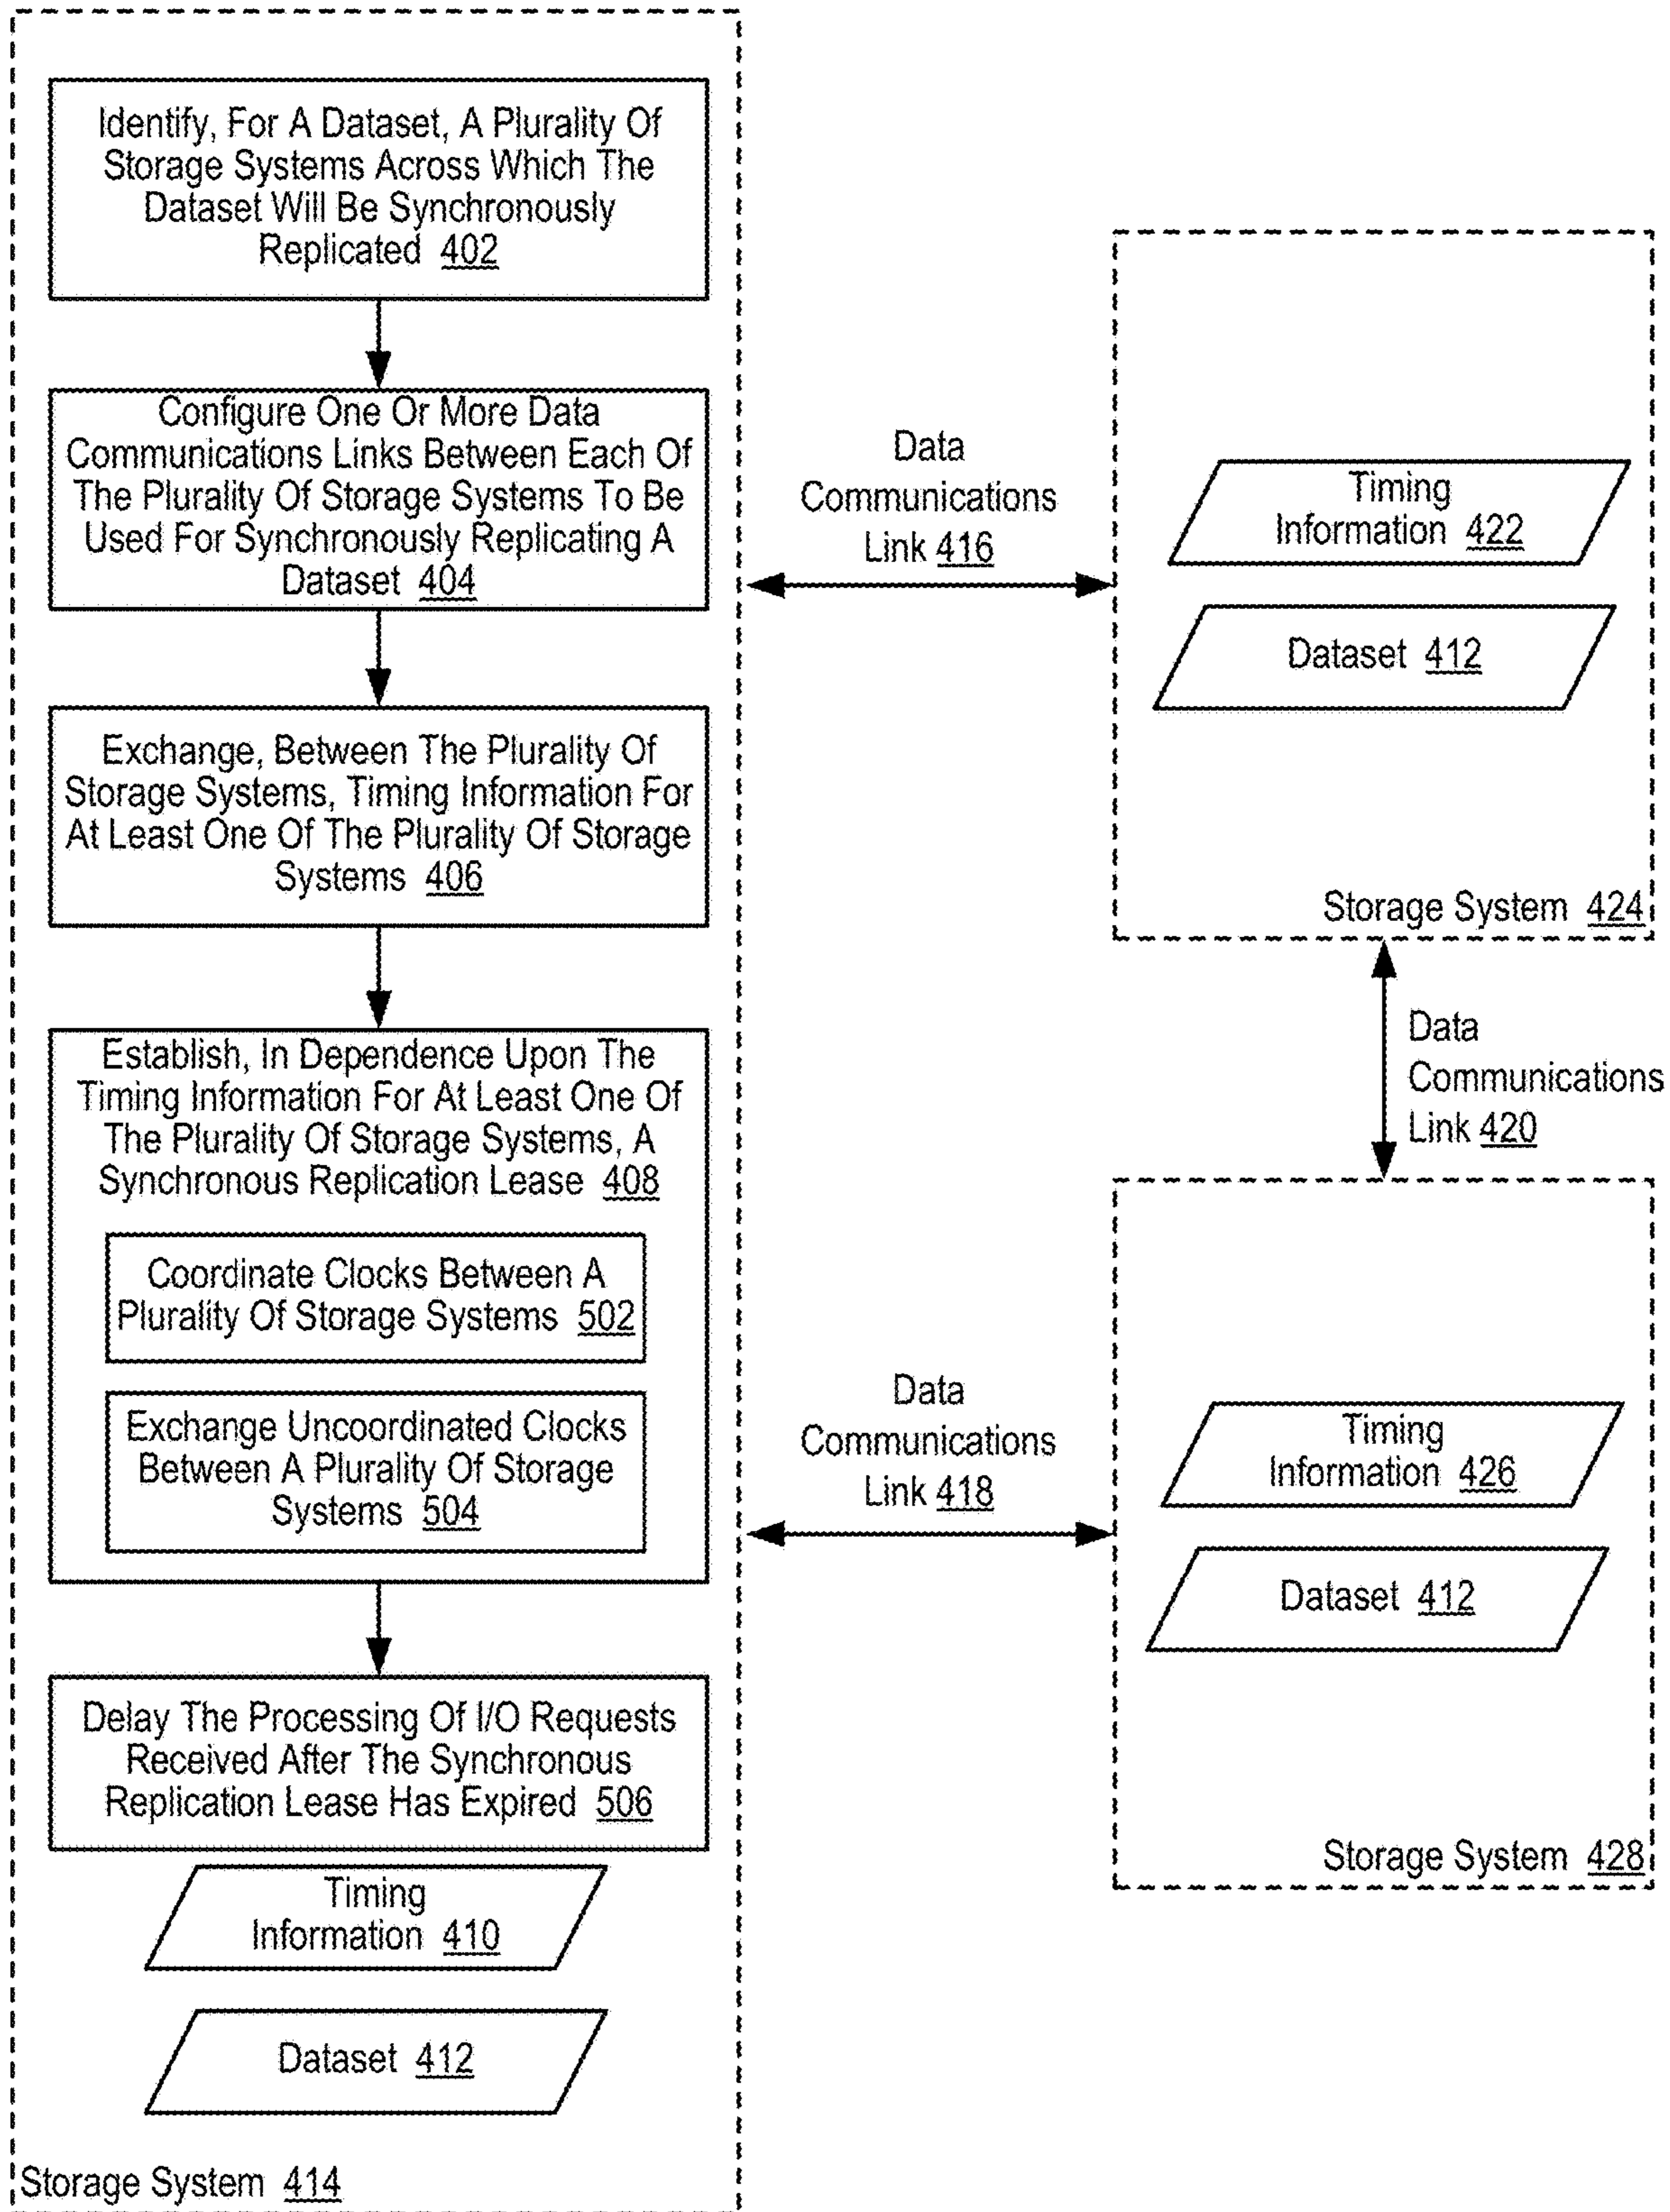 Identify, For A Dataset, A Plurality Of
Storage Systems Across Which The
Dataset Will Be Synchronously
Replicated 402
Configure One Or More Data
Communications Links Between Each Of
The Plurality Of Storage Systems To Be
Used For Synchronously Replicating A
Dataset 404
Exchange, Between The Plurality Of
Storage Systems, Timing Information For
At Least One Of The Plurality Of Storage
Systems 406
Establish, In Dependence Upon The
Timing Information For At Least One Of
The Plurality Of Storage Systems, A
Synchronous Replication Lease 408
Coordinate Clocks Between A
Plurality Of Storage Systems 502
Exchange Uncoordinated Clocks
Between A Plurality Of Storage
Systems 504
Delay The Processing Of I/O Requests
Received After The Synchronous
Replication Lease Has Expired 506
Timing
Information 410
Dataset 412
Storage System 414
Data
Communications
Link 416
Timing
Information 422
Dataset 412
Storage System 424
Data
Communications
Link 420
Data
Communications
Link 418
Timing
Information 426
Dataset 412
Storage System 428